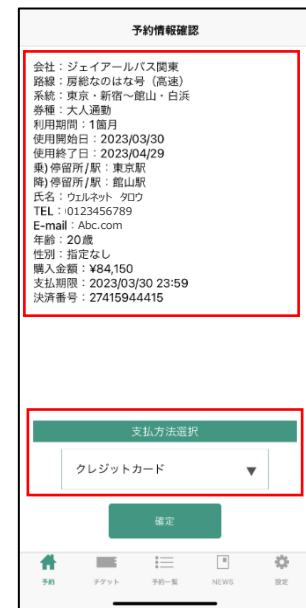 予約情報確認
会社：ジェイアールバス関東
路線：房総なのはな号（高速）
系統：東京・新宿～館山・白浜
券種：大人通勤
利用期間：1箇月
使用開始日：2023/03/30
使用終了日：2023/04/29
乗)停留所/駅：東京駅
降)停留所/駅：館山駅
氏名：ウェルネット タロウ
TEL：0123456789
E-mail：Abc.com
年齢：20歳
性別：指定なし
購入金額：¥84,150
支払期限：2023/03/30 23:59
決済番号：27415944415
支払方法選択
クレジットカード ▼
確定
予約 チケット 予約一覧 NEWS 設定